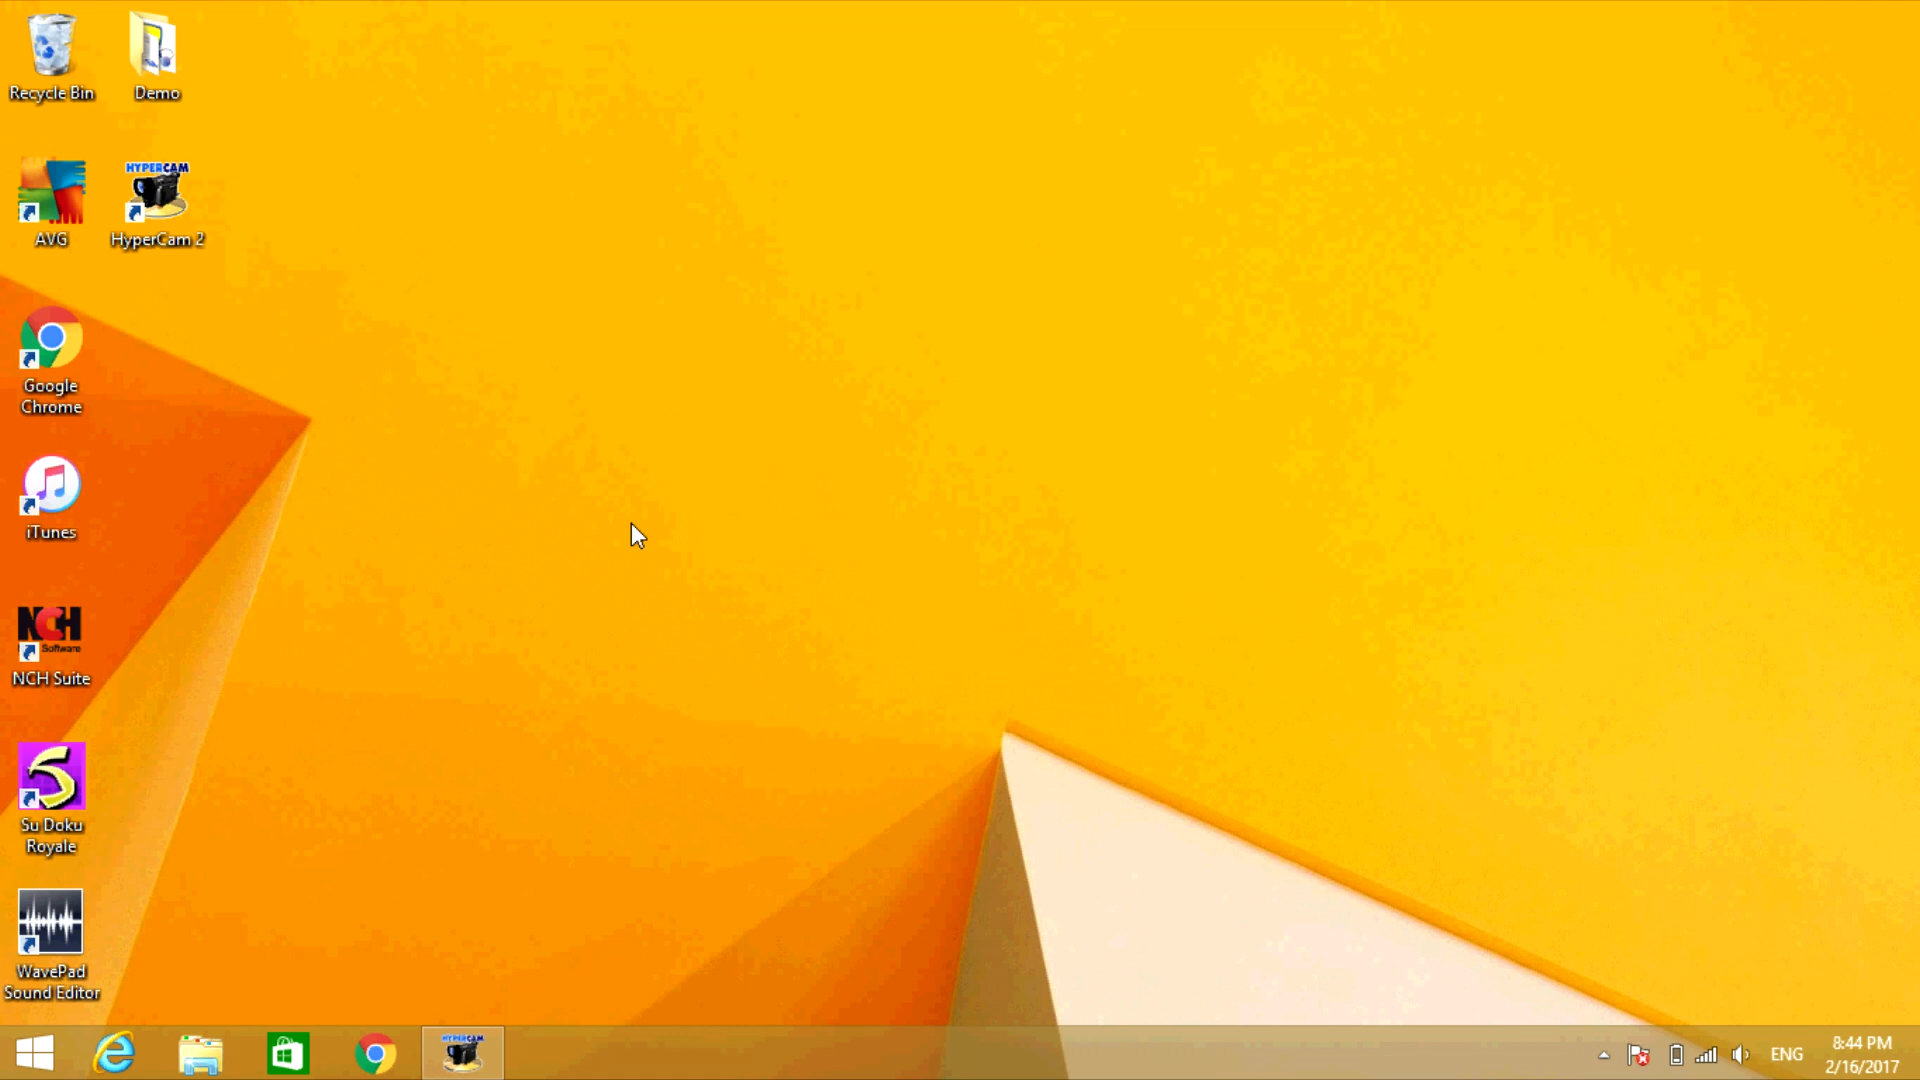 Recycle Bin
Demo
AVG
HYPERCAM
HyperCam 2
Google
Chrome
iTunes
NCH
Software
NCH Suite
S
Su Doku
Royale
WavePad
Sound Editor
HYPERCAM
ENG
8:44 PM
2/16/2017